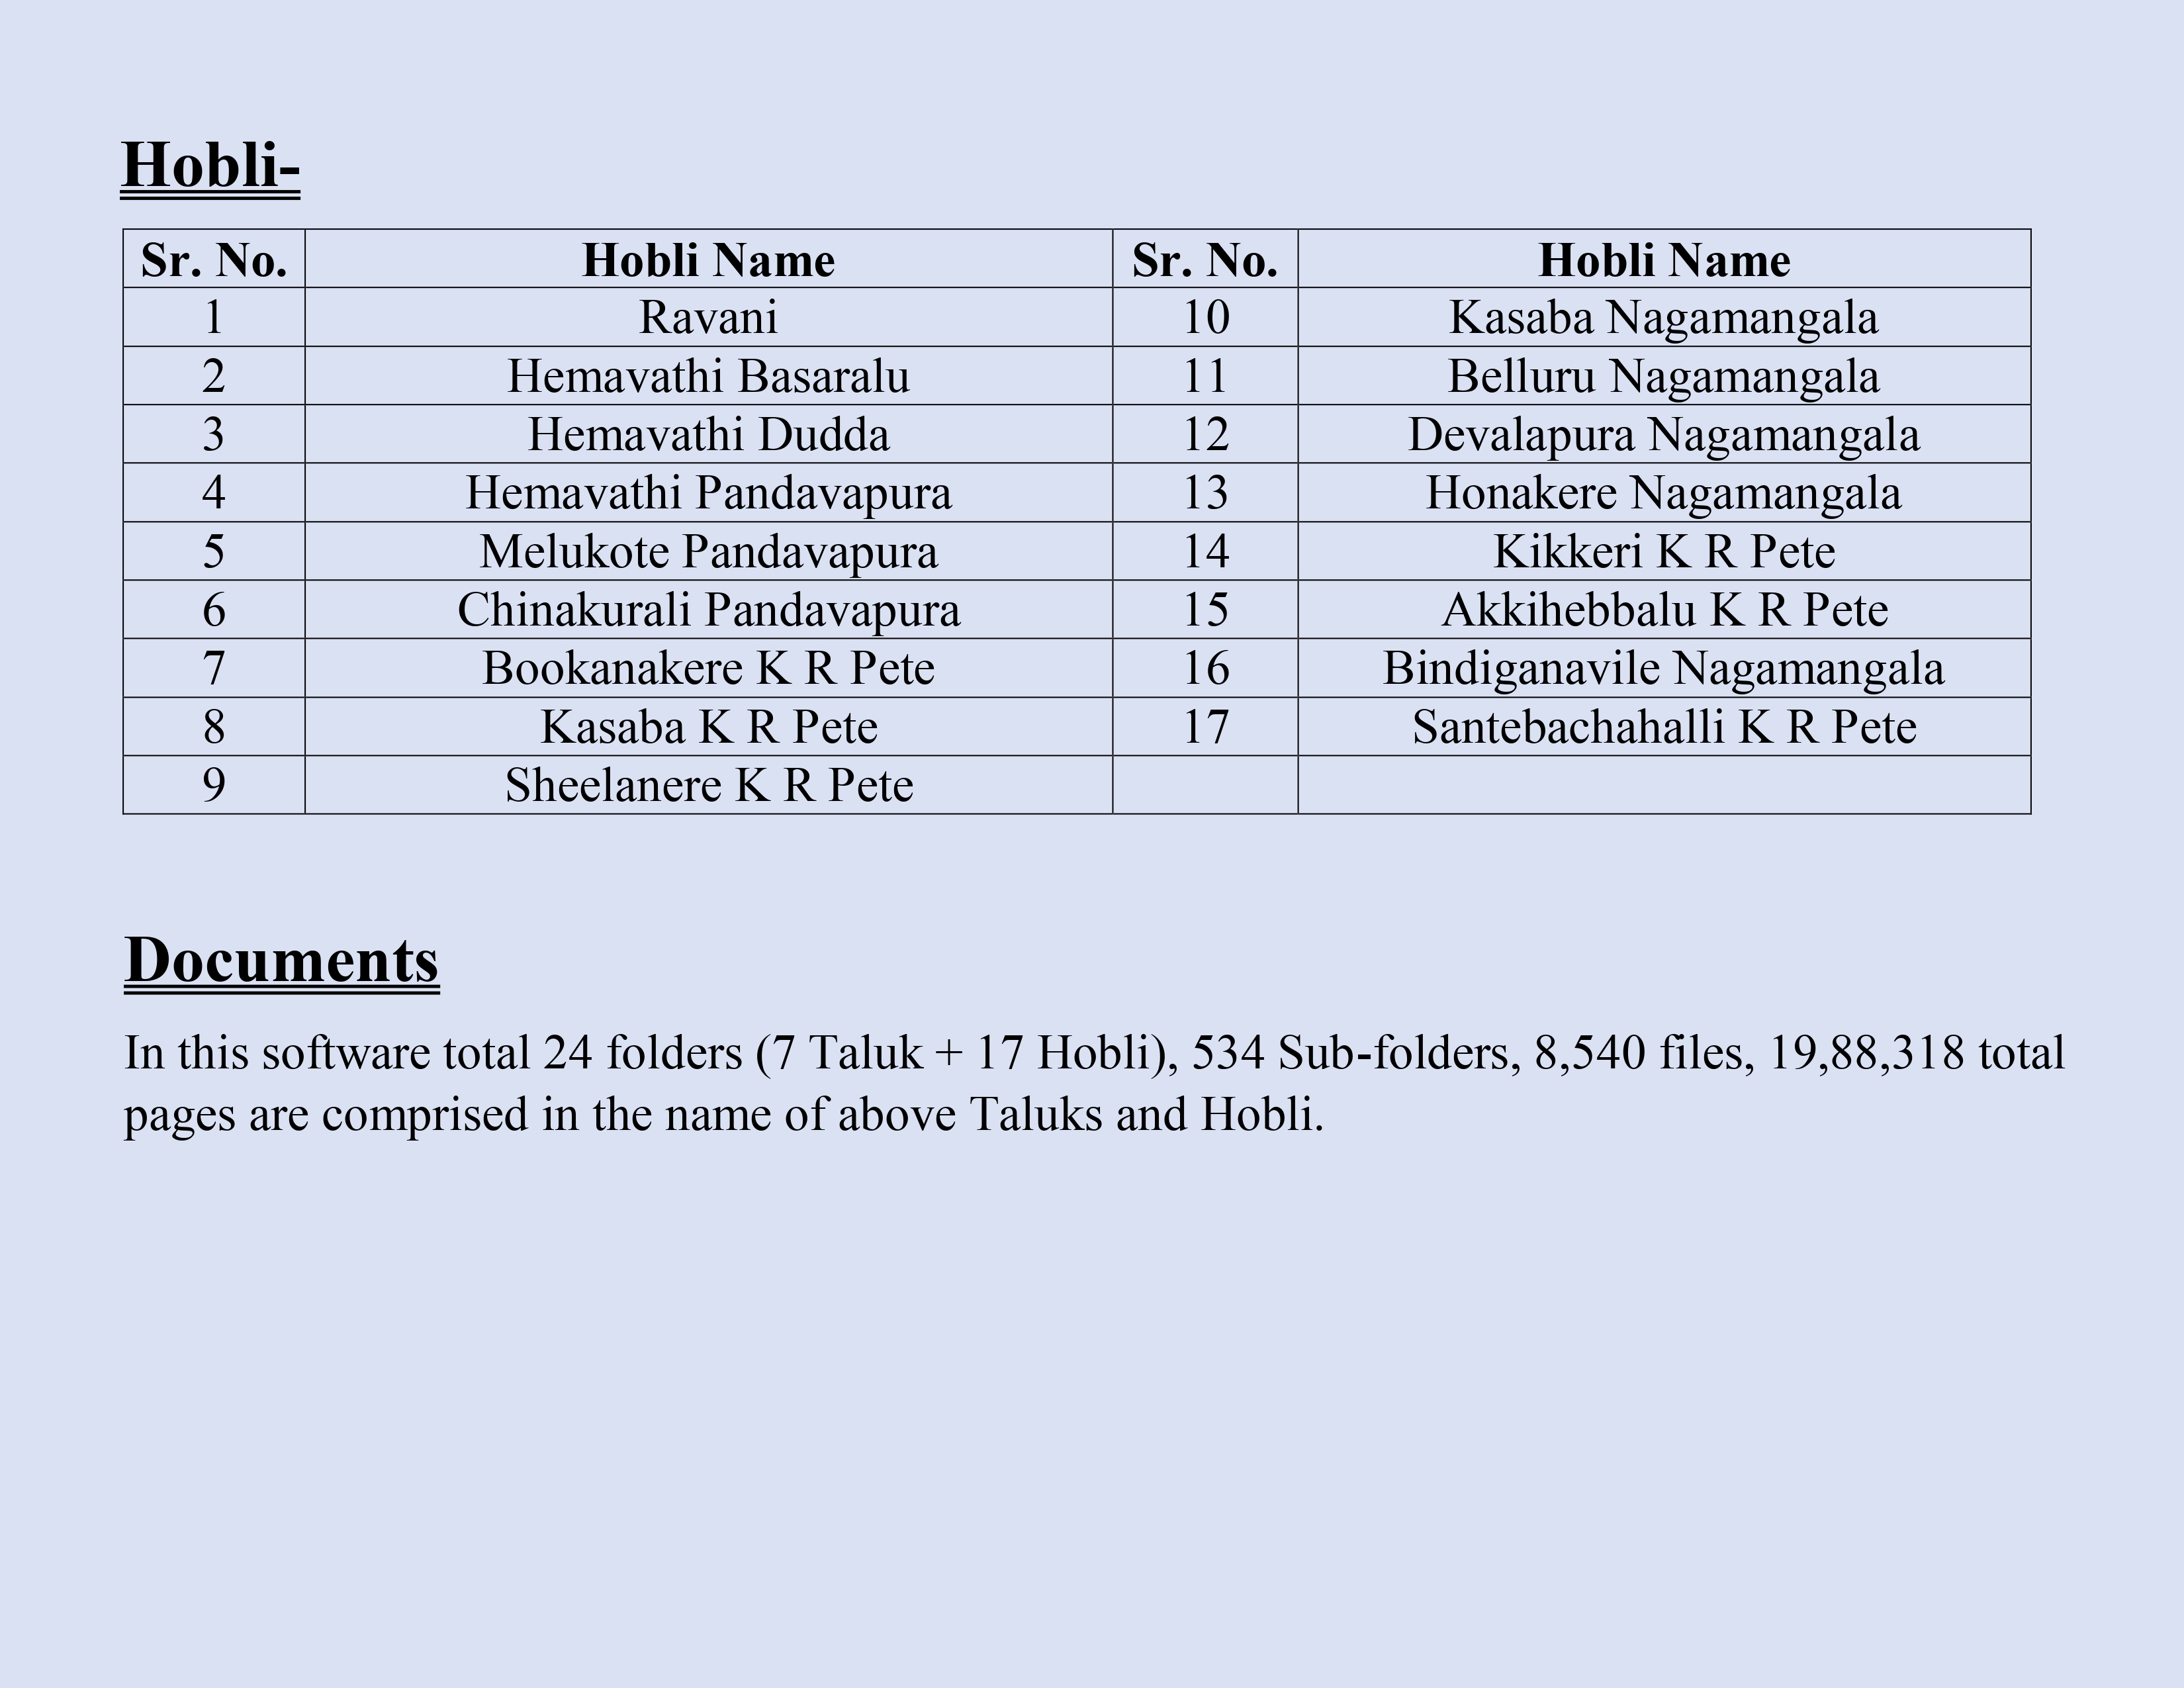 Hobli-
Sr. No. Hobli Name Sr. No. Hobli Name
1 Ravani 10 Kasaba Nagamangala
2 Hemavathi Basaralu 11 Belluru Nagamangala
3 Hemavathi Dudda 12 Devalapura Nagamangala
4 Hemavathi Pandavapura 13 Honakere Nagamangala
5 Melukote Pandavapura 14 Kikkeri K R Pete
6 Chinakurali Pandavapura 15 Akkihebbalu K R Pete
7 Bookanakere K R Pete 16 Bindiganavile Nagamangala
8 Kasaba K R Pete 17 Santebachahalli K R Pete
9 Sheelanere K R Pete
Documents
In this software total 24 folders (7 Taluk + 17 Hobli), 534 Sub-folders, 8,540 files, 19,88,318 total
pages are comprised in the name of above Taluks and Hobli.